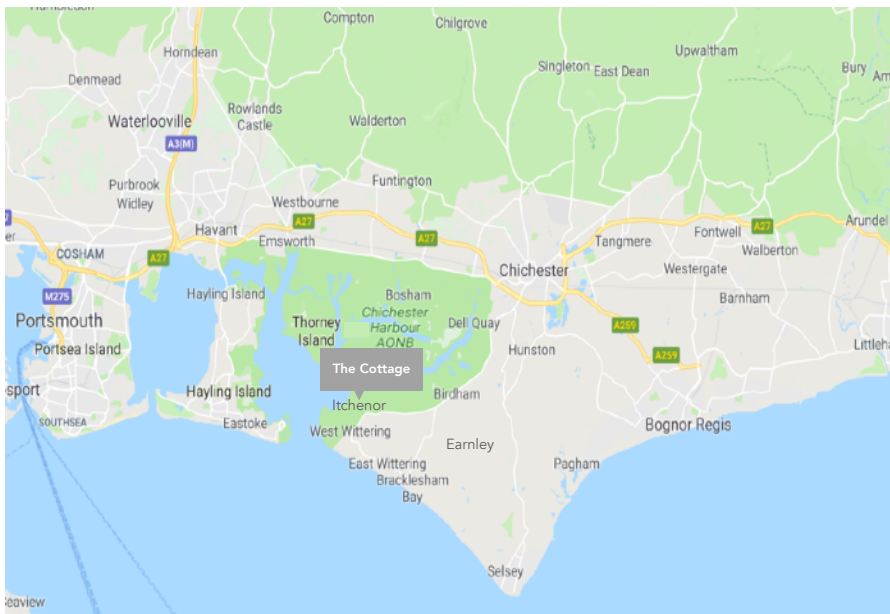 Compton
Chilgrove
Horndean
Upwaltham
Singleton
East Dean
Bury
Denmead
Rowlands
Castle
Waterlooville
Walderton
A3(M)
Funtington
Purbrook
Widley
Westbourne
A27
Havant
Emsworth
A27
Arundel
Fontwell
A27
Tangmere
Walberton
COSHAM
A27
Chichester
Westergate
M275
Hayling Island
Bosham
Barnham
Chichester
Harbour
AONB
Thorney
Island
Dell Quay
Portsmouth
A259
Portsea Island
Hunston
A259
The Cottage
Hayling Island
Birdham
Itchenor
SOUTHSEA
Eastoke
West Wittering
Bognor Regis
Earnley
East Wittering
Pagham
Bracklesham
Bay
Selsey